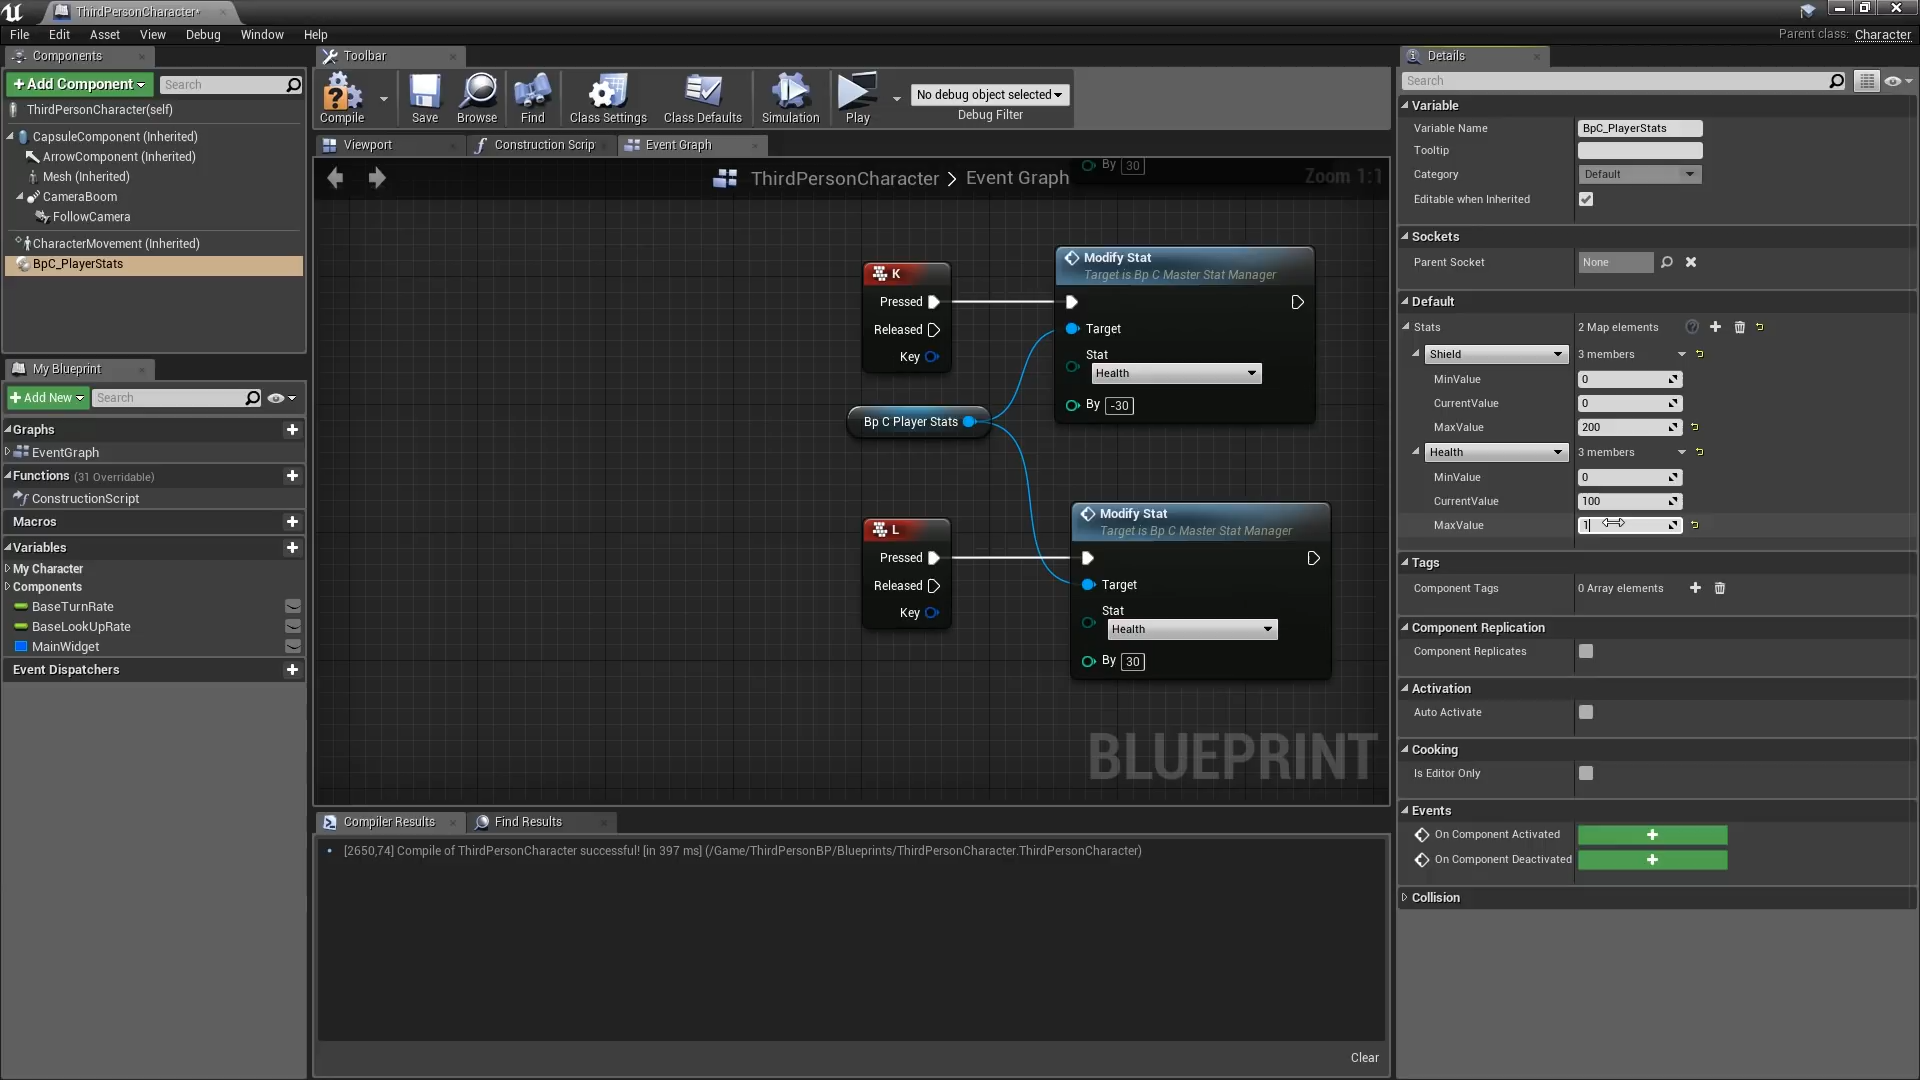 ThirdPersonCharacter*
File Edit Asset View Debug Window Help
Parent class: Character
Components
Add Component
Search
ThirdPersonCharacter(self)
CapsuleComponent (Inherited)
ArrowComponent (Inherited)
Mesh (Inherited)
CameraBoom
FollowCamera
CharacterMovement (Inherited)
BpC_PlayerStats
My Blueprint
Add New
Search
Graphs
EventGraph
Functions (31 Overridable)
ConstructionScript
Macros
Variables
My Character
Components
BaseTurnRate
BaseLookUpRate
MainWidget
Event Dispatchers
Toolbar
Compile
Save
Browse
Find
Class Settings
Class Defaults
Simulation
Play
No debug object selected
Debug Filter
Viewport
Construction Scrip
Event Graph
ThirdPersonCharacter > Event Graph
Zoom 1:1
By 30
K
Pressed
Released
Key
Modify Stat
Target is Bp C Master Stat Manager
Target
Stat
Health
By -30
Bp C Player Stats
L
Pressed
Released
Key
Modify Stat
Target is Bp C Master Stat Manager
Target
Stat
Health
By 30
BLUEPRINT
Compiler Results
Find Results
[2650,74] Compile of ThirdPersonCharacter successful! [in 397 ms] (/Game/ThirdPersonBP/Blueprints/ThirdPersonCharacter.ThirdPersonCharacter)
Clear
Details
Search
Variable
Variable Name BpC_PlayerStats
Tooltip
Category Default
Editable when Inherited
Sockets
Parent Socket None
Default
Stats 2 Map elements
Shield 3 members
MinValue 0
CurrentValue 0
MaxValue 200
Health 3 members
MinValue 0
CurrentValue 100
MaxValue 1
Tags
Component Tags 0 Array elements
Component Replication
Component Replicates
Activation
Auto Activate
Cooking
Is Editor Only
Events
On Component Activated
On Component Deactivated
Collision